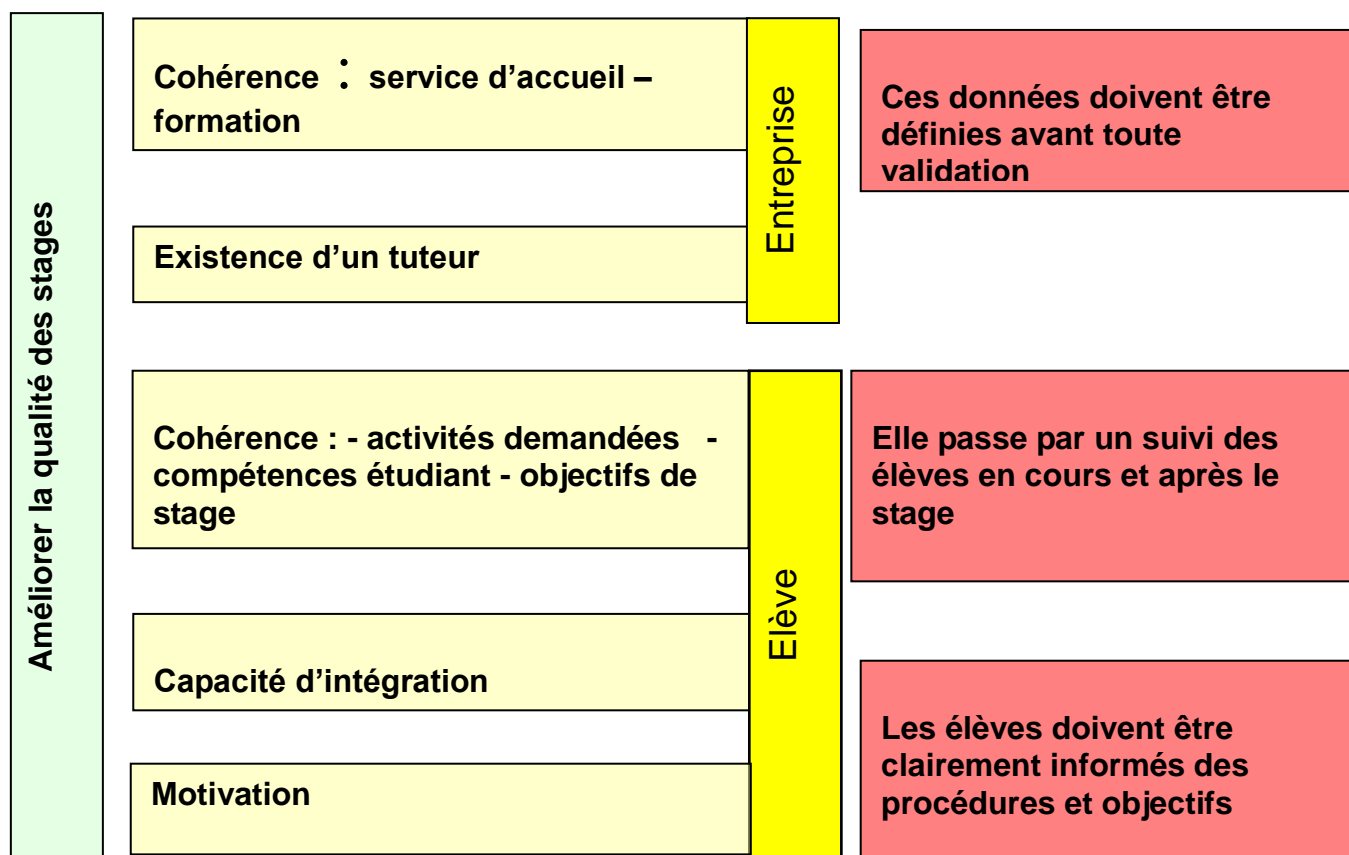 Améliorer la qualité des stages
Cohérence : service d’accueil –
formation
Existence d’un tuteur
Entreprise
Ces données doivent être
définies avant toute
validation
Cohérence : - activités demandées -
compétences étudiant - objectifs de
stage
Capacité d’intégration
Motivation
Elève
Elle passe par un suivi des
élèves en cours et après le
stage
Les élèves doivent être
clairement informés des
procédures et objectifs